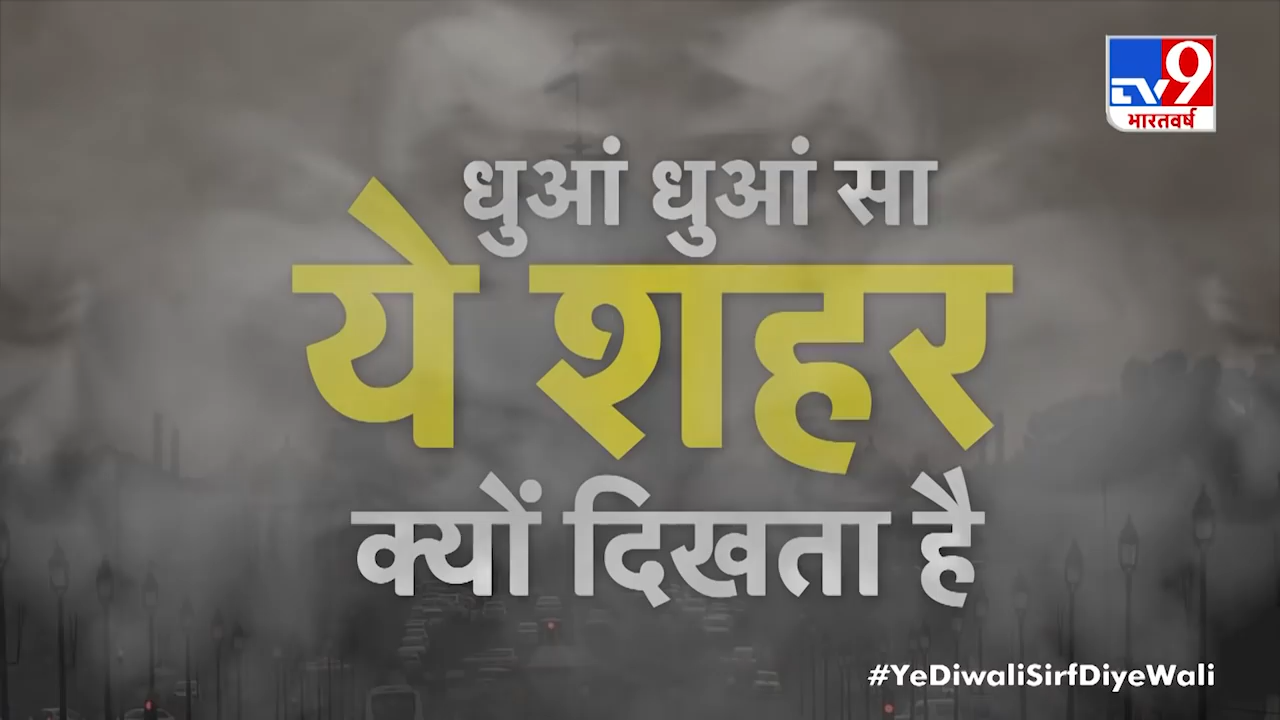 TV9
भारतवर्ष
धुआं धुआं सा
ये शहर
क्यों दिखता है
#YeDiwaliSirfDiyeWali